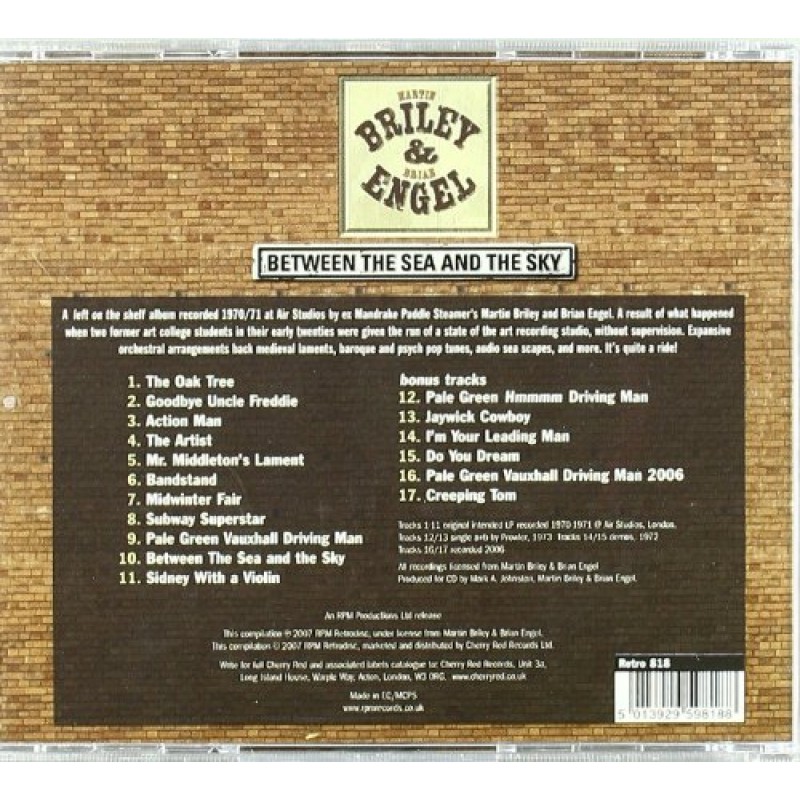 MARTIN
BRILEY
&
BRIAN
ENGEL
BETWEEN THE SEA AND THE SKY
A left on the shelf album recorded 1970/71 at Air Studios by ex Mandrake Paddle Steamer's Martin Briley and Brian Engel. A result of what happened
when two former art college students in their early twenties were given the run of a state of the art recording studio, without supervision. Expansive
orchestral arrangements back medieval laments, baroque and psych pop tunes, audio sea scapes, and more. It's quite a ride!
1. The Oak Tree
2. Goodbye Uncle Freddie
3. Action Man
4. The Artist
5. Mr. Middleton's Lament
6. Bandstand
7. Midwinter Fair
8. Subway Superstar
9. Pale Green Vauxhall Driving Man
10. Between The Sea and the Sky
11. Sidney With a Violin
bonus tracks
12. Pale Green Hmmmm Driving Man
13. Jaywick Cowboy
14. I'm Your Leading Man
15. Do You Dream
16. Pale Green Vauxhall Driving Man 2006
17. Creeping Tom
Tracks 1-11 original intended LP recorded 1970-1971 @ Air Studios, London.
Tracks 12/13 single a+b by Prowler, 1973 Tracks 14/15 demos, 1972
Tracks 16/17 recorded 2006
All recordings licensed from Martin Briley & Brian Engel
Produced for CD by Mark A. Johnston, Martin Briley & Brian Engel.
An RPM Productions Ltd release
This compilation ℗ 2007 RPM Retrodisc, under license from Martin Briley & Brian Engel.
This compilation © 2007 RPM Retrodisc, marketed and distributed by Cherry Red Records Ltd.
Write for full Cherry Red and associated labels catalogue to: Cherry Red Records, Unit 3a,
Long Island House, Warple Way, Acton, London, W3 0RG. www.cherryred.co.uk
Made in EC/MCPS
www.rpmrecords.co.uk
Retro 818
5 013929 598188